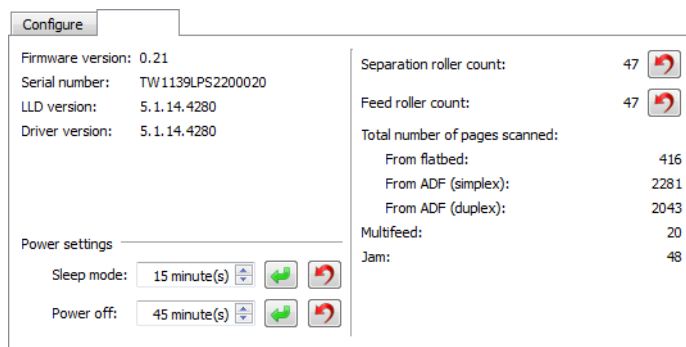 Configure
Firmware version: 0.21
Serial number: TW1139LPS2200020
LLD version: 5.1.14.4280
Driver version: 5.1.14.4280
Power settings
Sleep mode: 15 minute(s)
Power off: 45 minute(s)
Separation roller count: 47
Feed roller count: 47
Total number of pages scanned:
From flatbed: 416
From ADF (simplex): 2281
From ADF (duplex): 2043
Multifeed: 20
Jam: 48